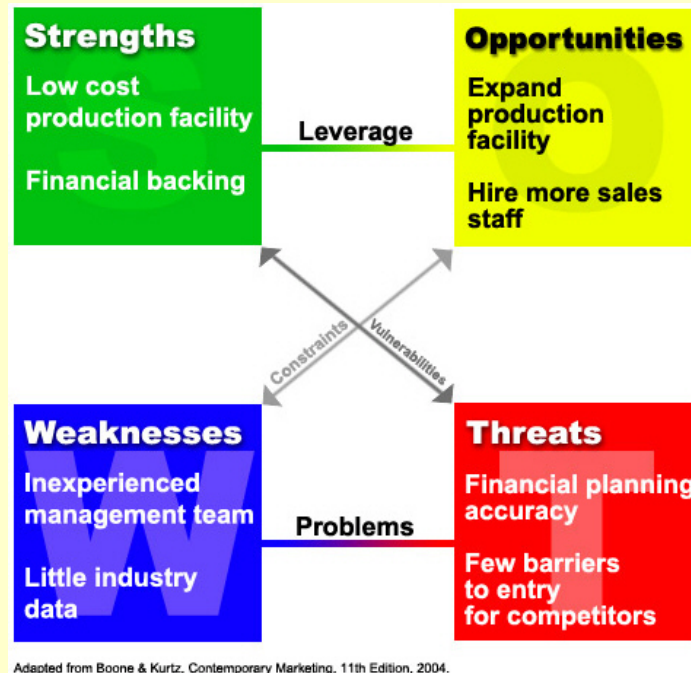 Strengths
Low cost
production facility
Financial backing
Leverage
Opportunities
Expand
production
facility
Hire more sales
staff
Constraints
Vulnerabilities
Weaknesses
Inexperienced
management team
Little industry
data
Problems
Threats
Financial planning
accuracy
Few barriers
to entry
for competitors
S
O
W
T
Adapted from Boone & Kurtz, Contemporary Marketing, 11th Edition, 2004.